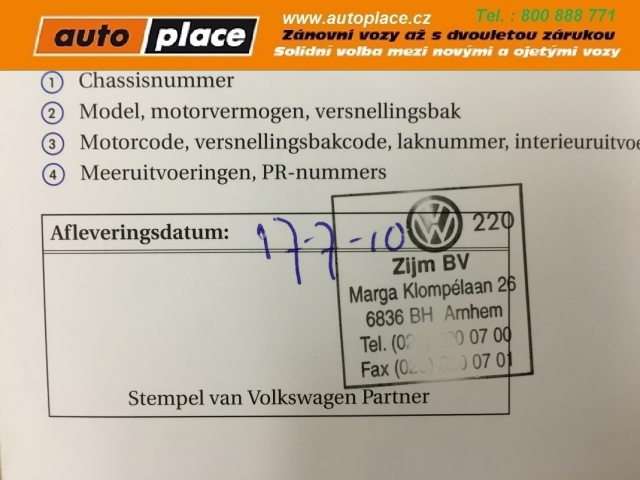 auto place
www.autoplace.cz
Tel. : 800 888 771
Zánovní vozy až s dvouletou zárukou
Solidní volba mezi novými a ojetými vozy
1 Chassisnummer
2 Model, motorvermogen, versnellingsbak
3 Motorcode, versnellingsbakcode, laknummer,
4 Meeruitvoeringen, PR-nummers
Afleveringsdatum: 17-7-10
220
Zijm BV
Marga Klompélaan 26
6836 BH Arnhem
Tel. 0 07 00
Fax 0 07 01
Stempel van Volkswagen Partner